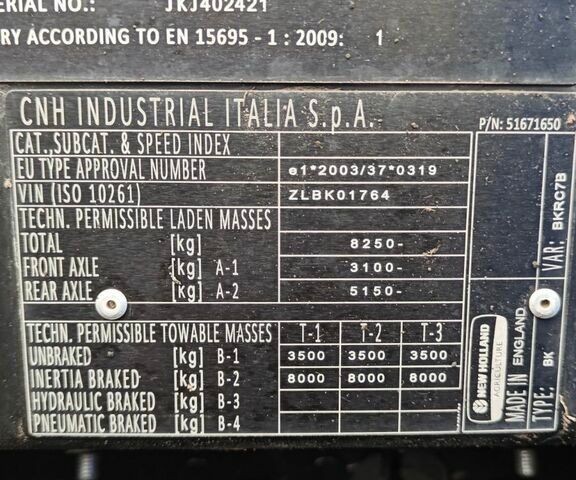 SERIAL NO.: JKJ402421
RY ACCORDING TO EN 15695 - 1 : 2009: 1
CNH INDUSTRIAL ITALIA S.p.A.
P/N: 51671650
CAT.,SUBCAT. & SPEED INDEX
EU TYPE APPROVAL NUMBER e1*2003/37*0319
VIN (ISO 10261) ZLBK01764
TECHN. PERMISSIBLE LADEN MASSES
TOTAL [kg] 8250-
FRONT AXLE [kg] A-1 3100-
REAR AXLE [kg] A-2 5150-
TECHN. PERMISSIBLE TOWABLE MASSES T-1 T-2 T-3
UNBRAKED [kg] B-1 3500 3500 3500
INERTIA BRAKED [kg] B-2 8000 8000 8000
HYDRAULIC BRAKED [kg] B-3
PNEUMATIC BRAKED [kg] B-4
NEW HOLLAND
AGRICULTURE
MADE IN ENGLAND
TYPE: BK
VAR: BKRC7B